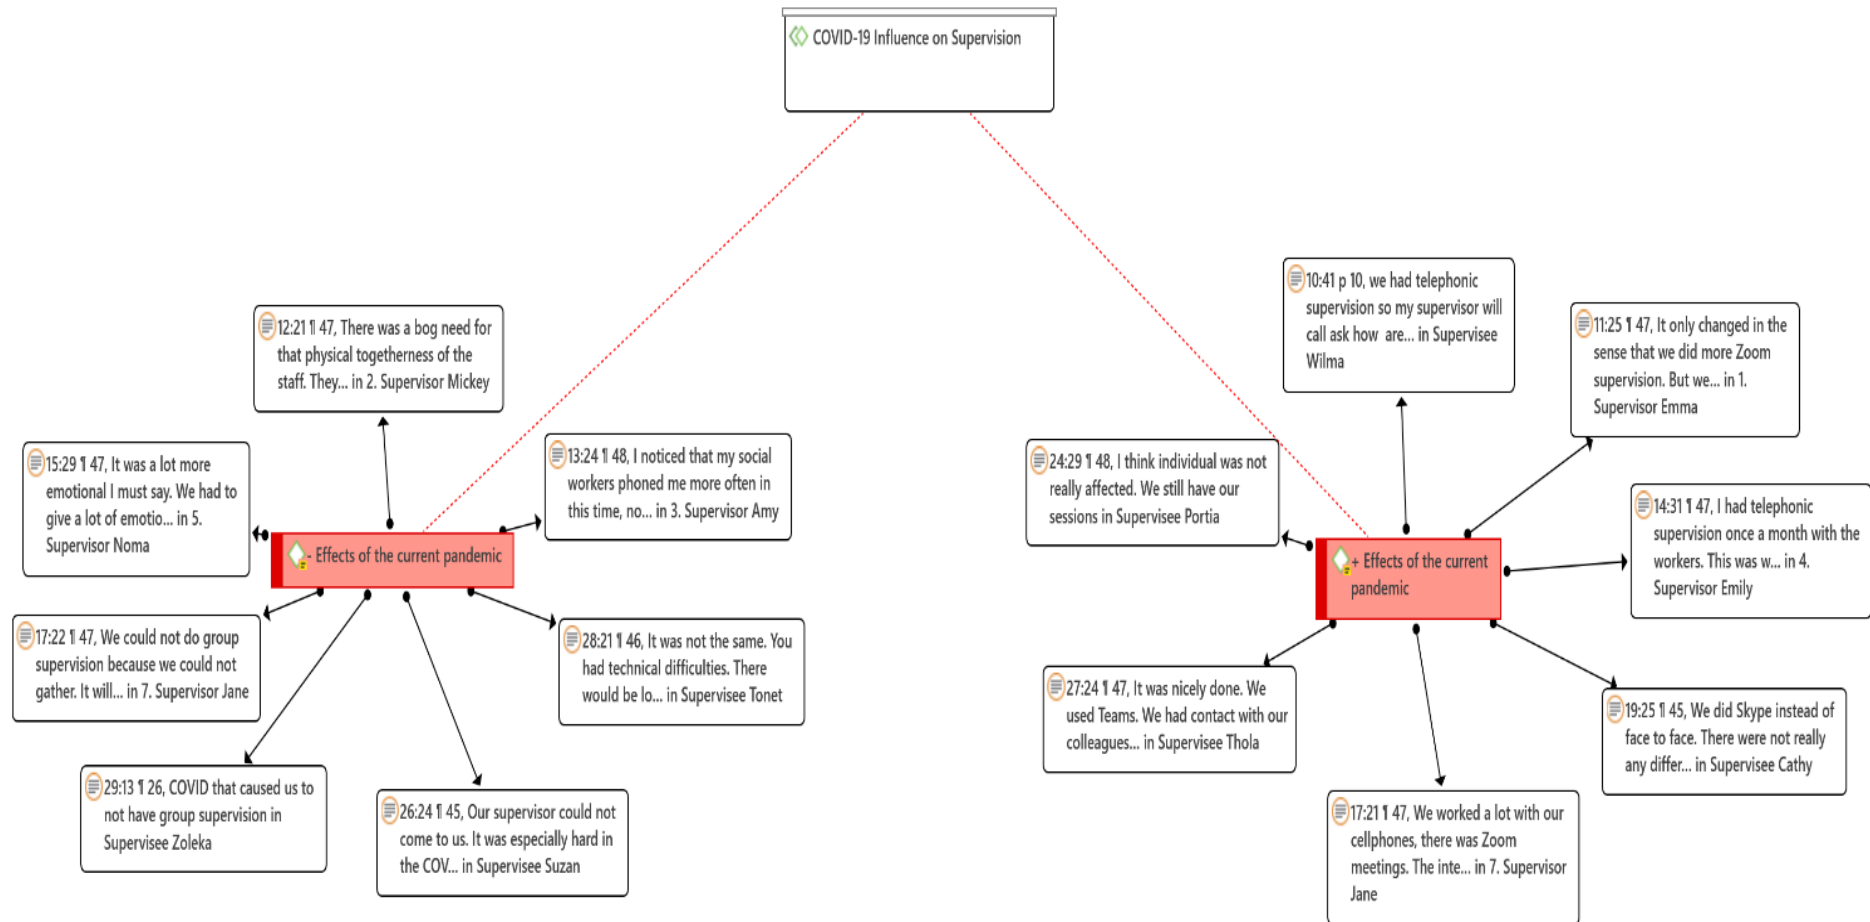 COVID-19 Influence on Supervision
12:21 ¶ 47, There was a bog need for
that physical togetherness of the
staff. They... in 2. Supervisor Mickey
15:29 ¶ 47, It was a lot more
emotional I must say. We had to
give a lot of emotio... in 5.
Supervisor Noma
13:24 ¶ 48, I noticed that my social
workers phoned me more often in
this time, no... in 3. Supervisor Amy
- Effects of the current pandemic
17:22 ¶ 47, We could not do group
supervision because we could not
gather. It will... in 7. Supervisor Jane
28:21 ¶ 46, It was not the same. You
had technical difficulties. There
would be lo... in Supervisee Tonet
29:13 ¶ 26, COVID that caused us to
not have group supervision in
Supervisee Zoleka
26:24 ¶ 45, Our supervisor could not
come to us. It was especially hard in
the COV... in Supervisee Suzan
10:41 p 10, we had telephonic
supervision so my supervisor will
call ask how are... in Supervisee
Wilma
11:25 ¶ 47, It only changed in the
sense that we did more Zoom
supervision. But we... in 1.
Supervisor Emma
24:29 ¶ 48, I think individual was not
really affected. We still have our
sessions in Supervisee Portia
14:31 ¶ 47, I had telephonic
supervision once a month with the
workers. This was w... in 4.
Supervisor Emily
+ Effects of the current
pandemic
27:24 ¶ 47, It was nicely done. We
used Teams. We had contact with our
colleagues... in Supervisee Thola
19:25 ¶ 45, We did Skype instead of
face to face. There were not really
any differ... in Supervisee Cathy
17:21 ¶ 47, We worked a lot with our
cellphones, there was Zoom
meetings. The inte... in 7. Supervisor
Jane